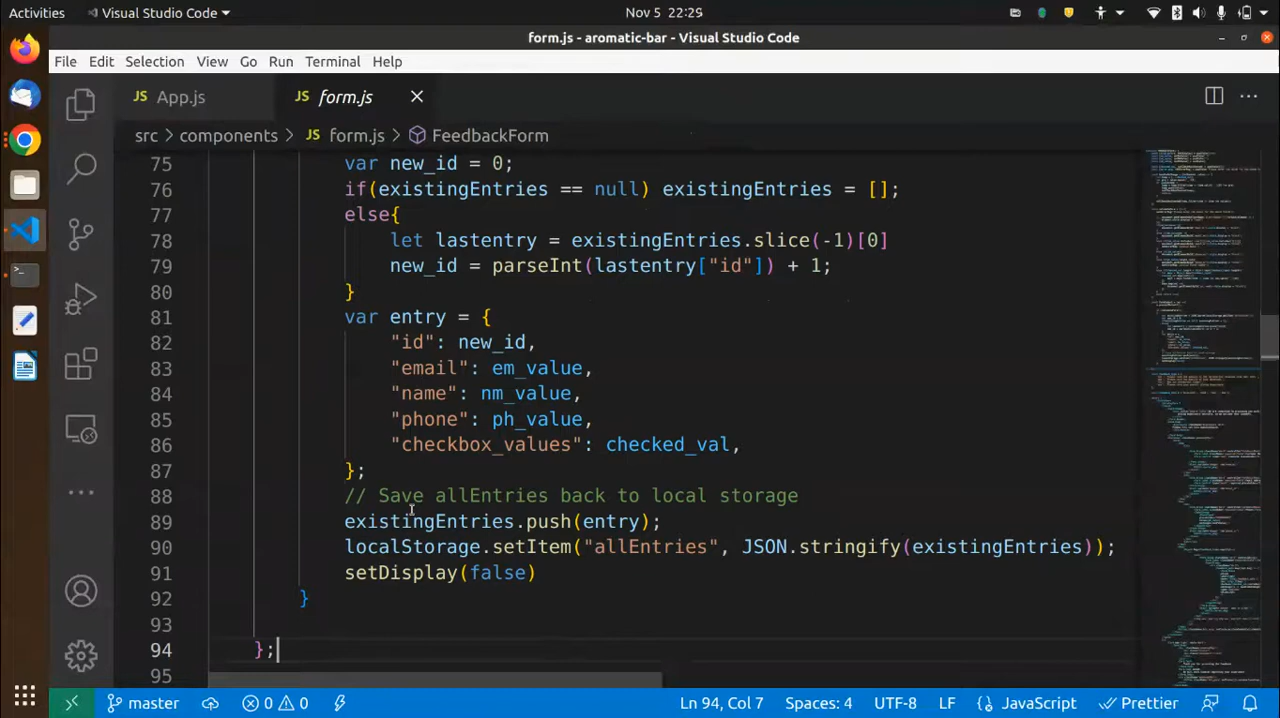 Activities Visual Studio Code Nov 5 22:29
form.js - aromatic-bar - Visual Studio Code
File Edit Selection View Go Run Terminal Help
JS App.js JS form.js
src > components > JS form.js > FeedbackForm
75 var new_id = 0;
76 if(existingEntries == null) existingEntries = [];
77 else{
78 let lastentry = existingEntries.slice(-1)[0]
79 new_id = parseInt(lastentry["id"]) + 1;
80 }
81 var entry = {
82 "id": new_id,
83 "email": em_value,
84 "name": nm_value,
85 "phone": ph_value,
86 "checkbox_values": checked_val,
87 };
88 // Save allEntries back to local storage
89 existingEntries.push(entry);
90 localStorage.setItem("allEntries", JSON.stringify(existingEntries));
91 setDisplay(false)
92 }
93
94 };
95
master 0 0 Ln 94, Col 7 Spaces: 4 UTF-8 LF {} JavaScript Prettier